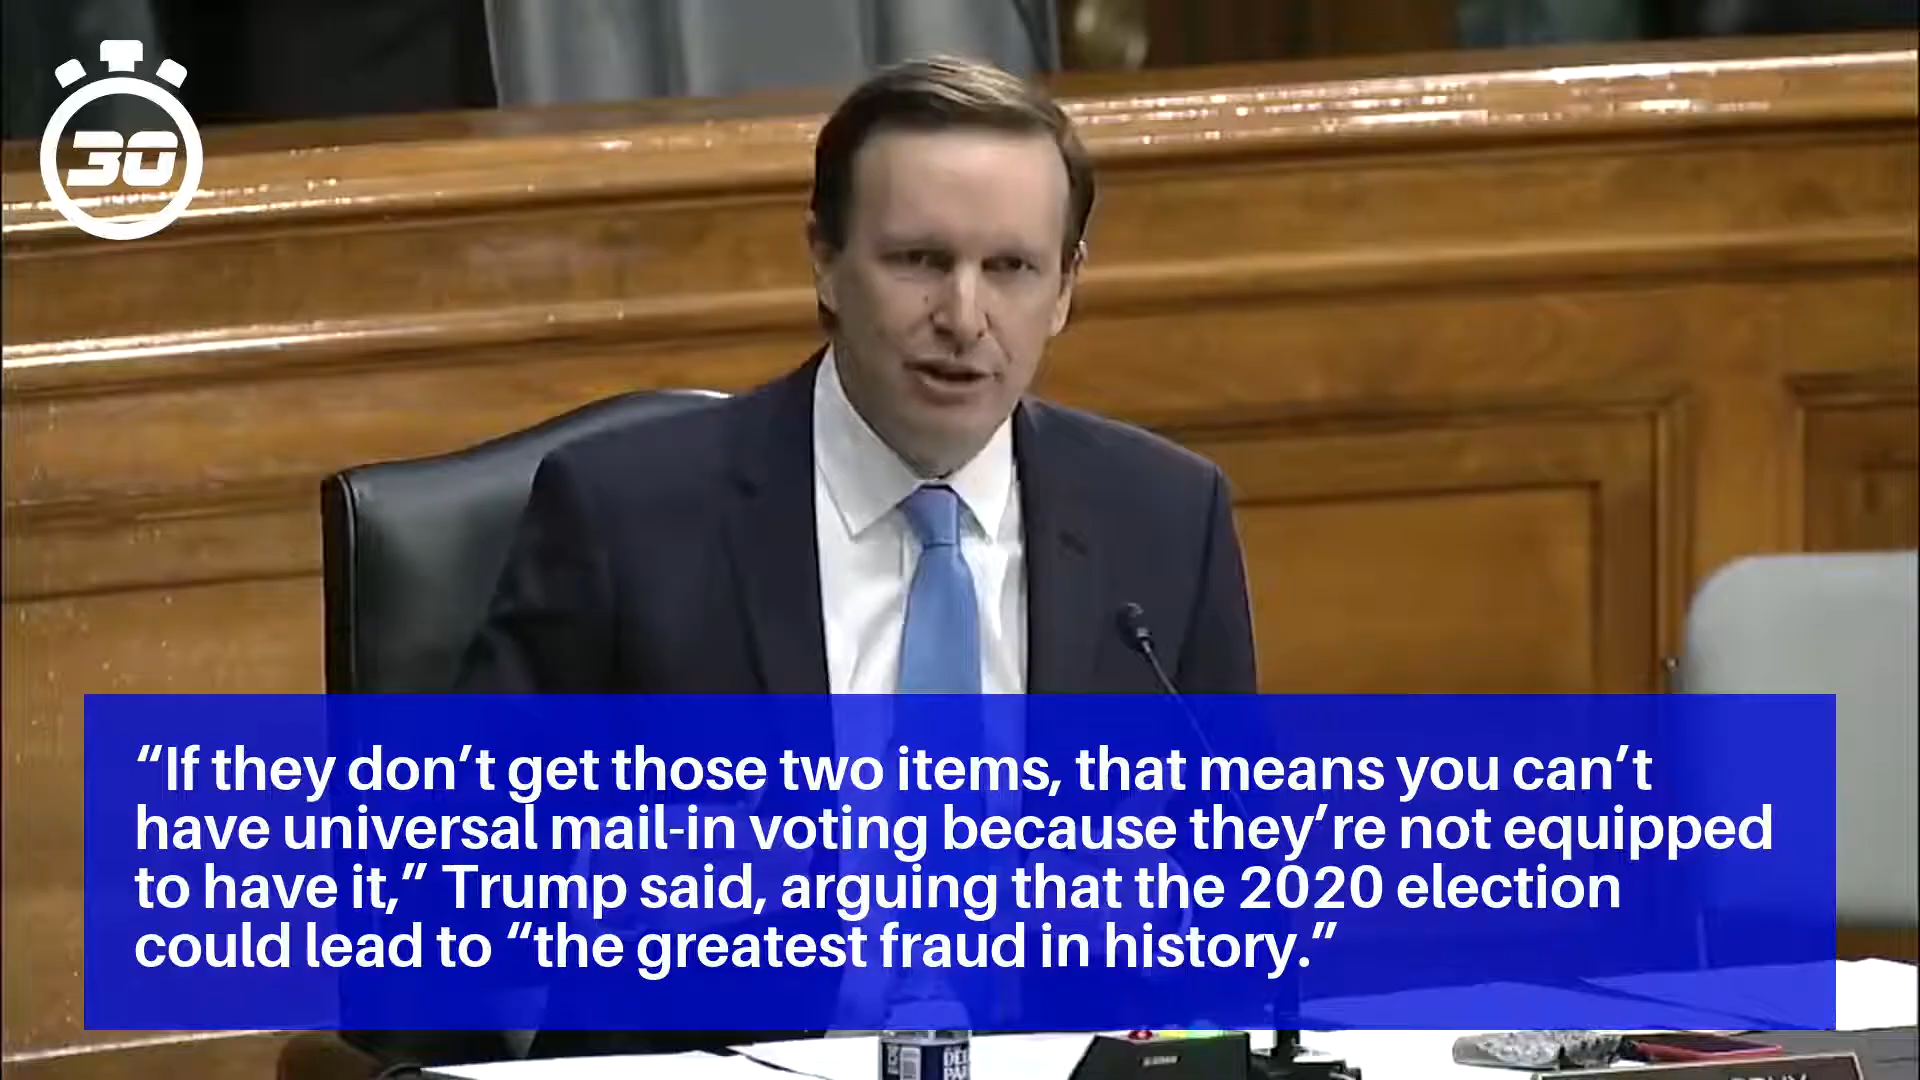 30
“If they don’t get those two items, that means you can’t
have universal mail-in voting because they’re not equipped
to have it,” Trump said, arguing that the 2020 election
could lead to “the greatest fraud in history.”